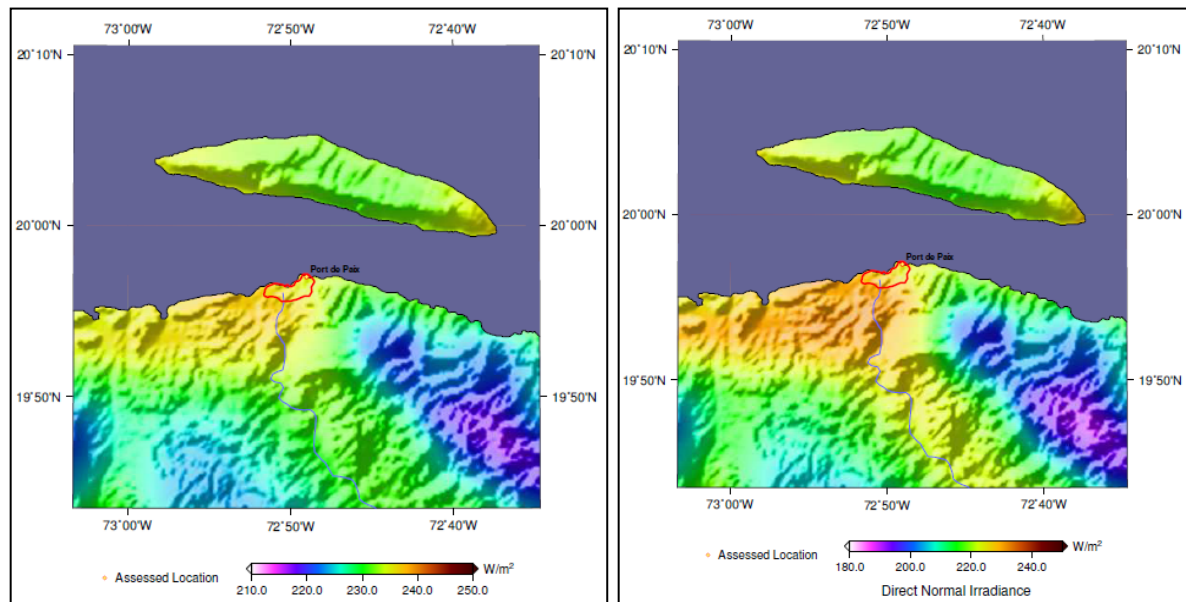 73°00'W 72°50'W 72°40'W
20°10'N 20°10'N
20°00'N 20°00'N
Port de Paix
19°50'N 19°50'N
73°00'W 72°50'W 72°40'W
Assessed Location
W/m²
210.0 220.0 230.0 240.0 250.0
73°00'W 72°50'W 72°40'W
20°10'N 20°10'N
20°00'N 20°00'N
Port de Paix
19°50'N 19°50'N
73°00'W 72°50'W 72°40'W
Assessed Location
W/m²
180.0 200.0 220.0 240.0
Direct Normal Irradiance